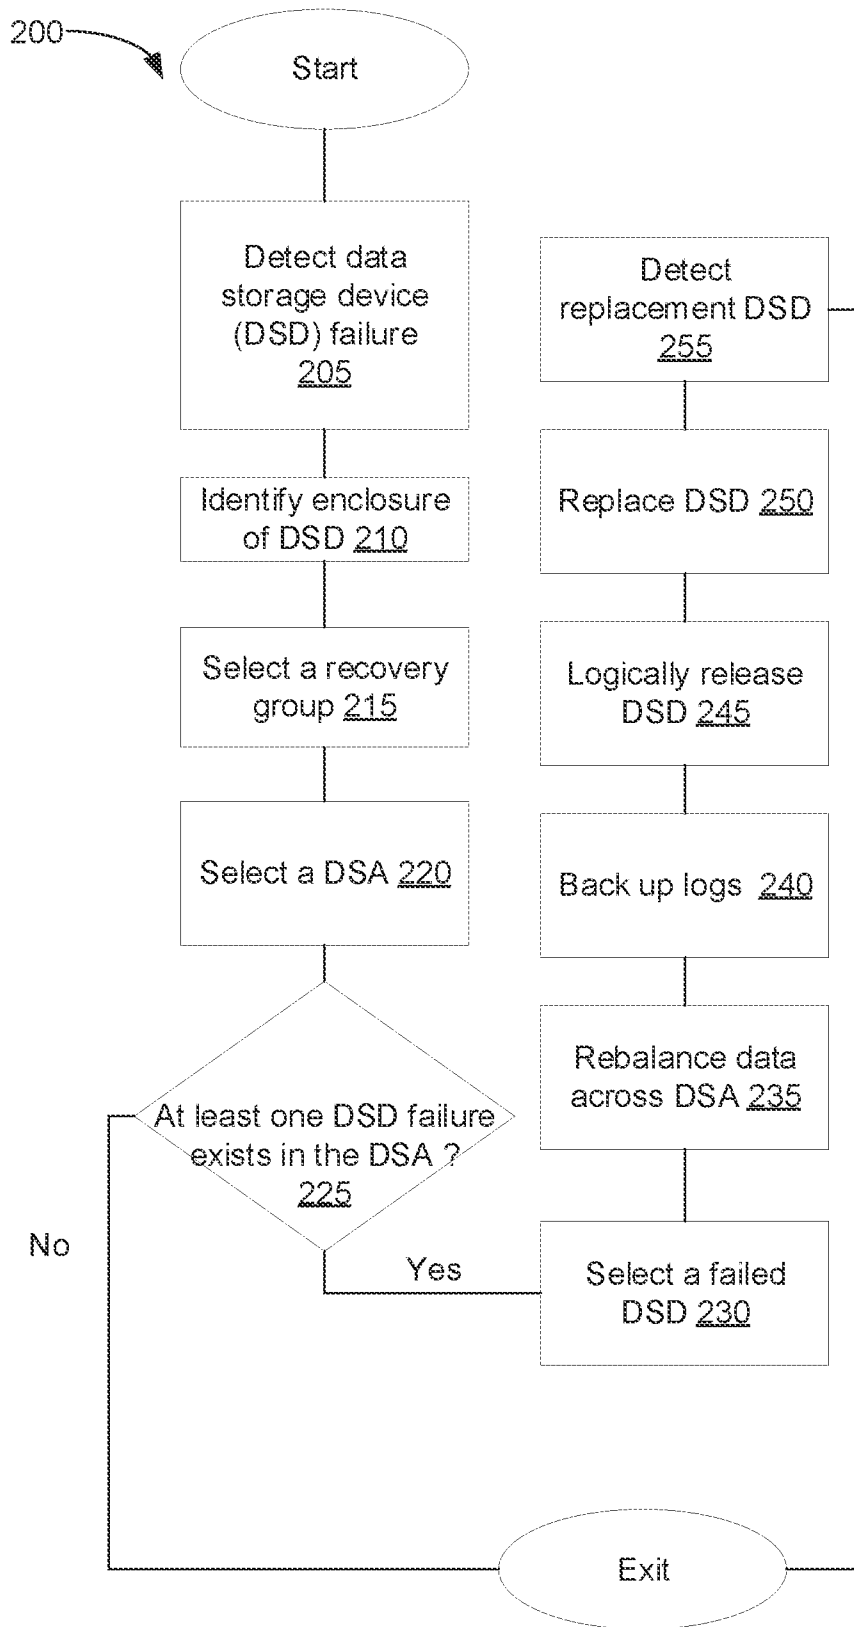 200
Start
Detect data
storage device
(DSD) failure
205
Identify enclosure
of DSD 210
Select a recovery
group 215
Select a DSA 220
At least one DSD failure
exists in the DSA ?
225
No
Yes
Select a failed
DSD 230
Rebalance data
across DSA 235
Back up logs 240
Logically release
DSD 245
Replace DSD 250
Detect
replacement DSD
255
Exit